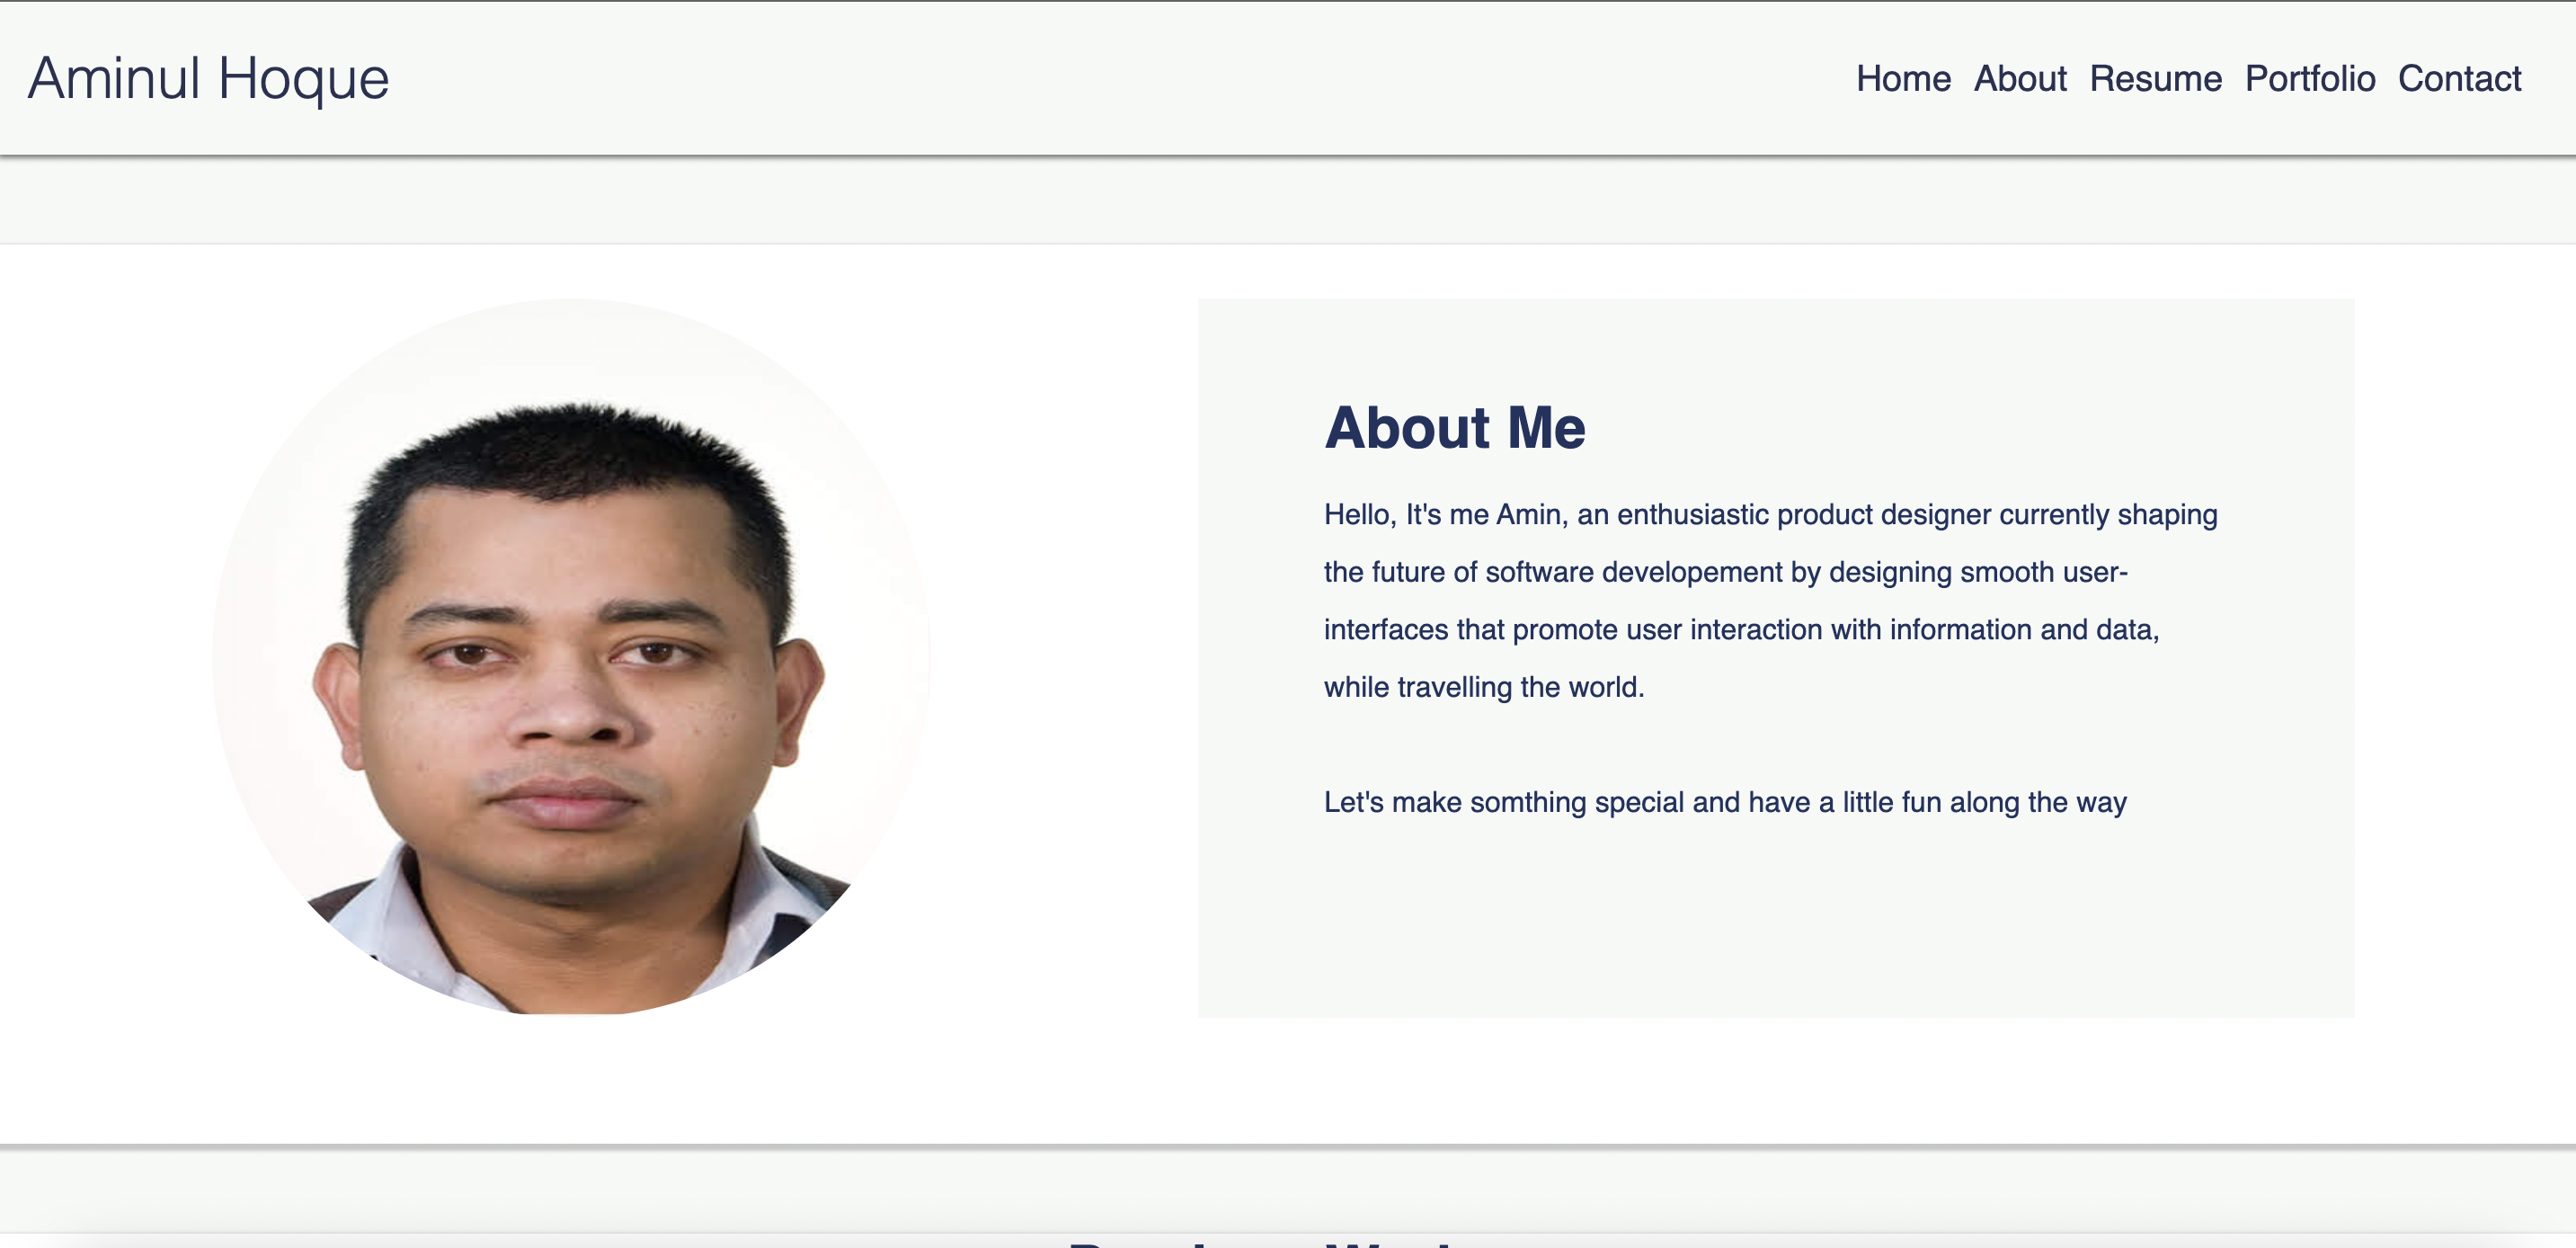 Aminul Hoque
Home About Resume Portfolio Contact
About Me
Hello, It's me Amin, an enthusiastic product designer currently shaping
the future of software developement by designing smooth user-
interfaces that promote user interaction with information and data,
while travelling the world.
Let's make somthing special and have a little fun along the way